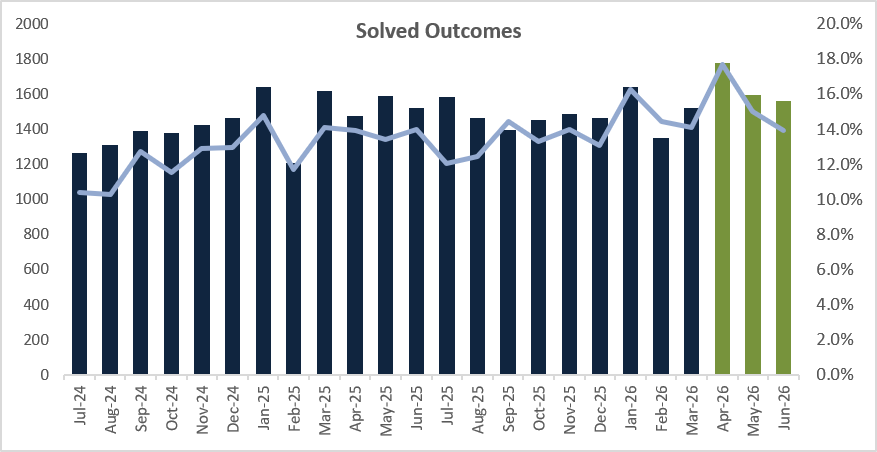 Solved Outcomes
2000
1800
1600
1400
1200
1000
800
600
400
200
0
20.0%
18.0%
16.0%
14.0%
12.0%
10.0%
8.0%
6.0%
4.0%
2.0%
0.0%
Jul-24
Aug-24
Sep-24
Oct-24
Nov-24
Dec-24
Jan-25
Feb-25
Mar-25
Apr-25
May-25
Jun-25
Jul-25
Aug-25
Sep-25
Oct-25
Nov-25
Dec-25
Jan-26
Feb-26
Mar-26
Apr-26
May-26
Jun-26